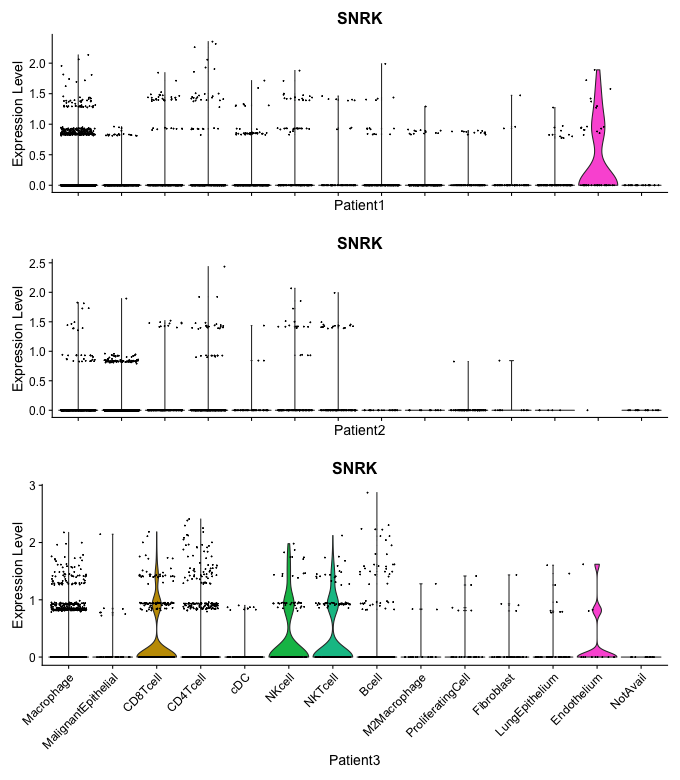 SNRK
Expression Level
2.0
1.5
1.0
0.5
0.0
Patient1
SNRK
Expression Level
2.5
2.0
1.5
1.0
0.5
0.0
Patient2
SNRK
Expression Level
3
2
1
0
Macrophage
MalignantEpithelial
CD8Tcell
CD4Tcell
cDC
NKcell
NKTcell
Bcell
M2Macrophage
ProliferatingCell
Fibroblast
LungEpithelium
Endothelium
NotAvail
Patient3